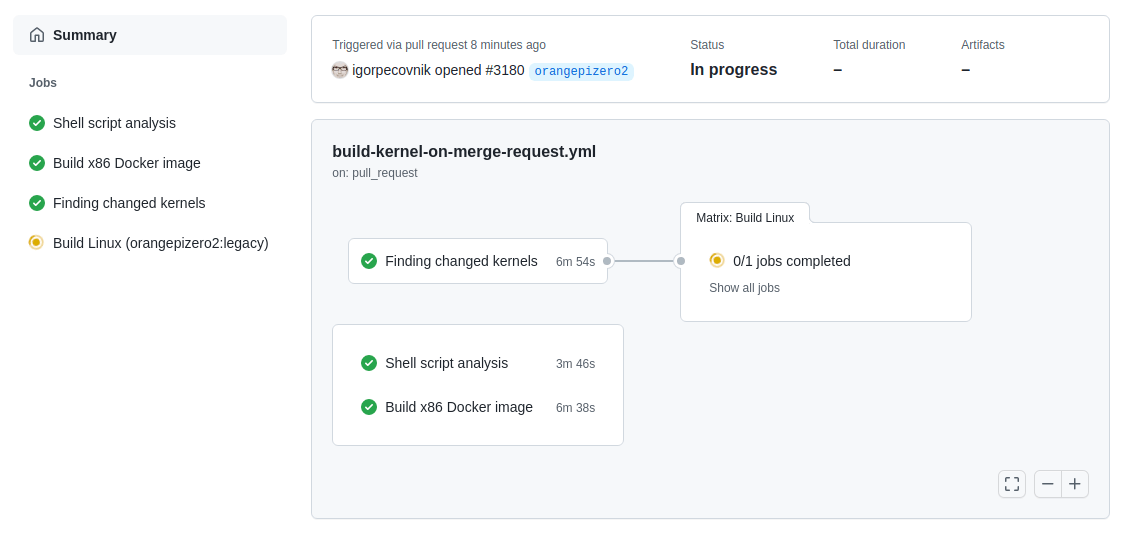 Summary
Jobs
Shell script analysis
Build x86 Docker image
Finding changed kernels
Build Linux (orangepizero2:legacy)
Triggered via pull request 8 minutes ago
igorpecovnik opened #3180 orangepizero2
Status
In progress
Total duration
–
Artifacts
–
build-kernel-on-merge-request.yml
on: pull_request
Finding changed kernels 6m 54s
Matrix: Build Linux
0/1 jobs completed
Show all jobs
Shell script analysis 3m 46s
Build x86 Docker image 6m 38s